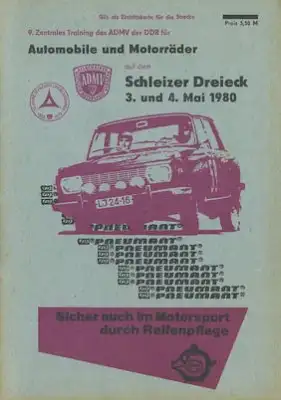 Gilt als Eintrittskarte für die Strecke
Preis 5,50 M
9. Zentrales Training des ADMV der DDR für
Automobile und Motorräder
auf dem
ADMV
Schleizer Dreieck
3. und 4. Mai 1980
LJ 24-16
PNEUMANT
PNEUMANT
PNEUMANT
PNEUMANT
PNEUMANT
PNEUMANT
PNEUMANT
PNEUMANT
Sicher auch im Motorsport
durch Reifenpflege